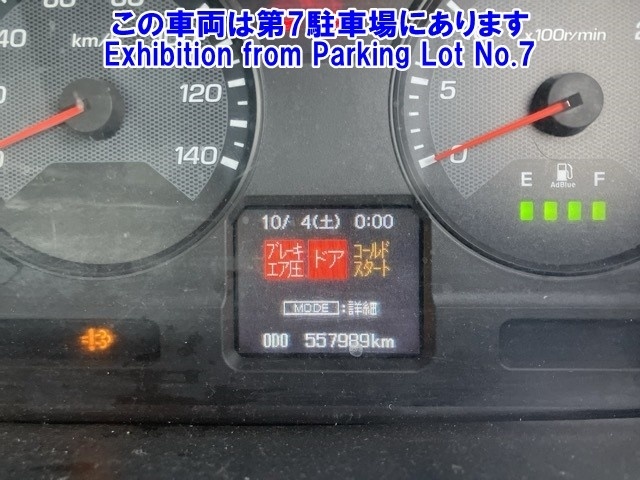 この車両は第7駐車場にあります
Exhibition from Parking Lot No.7
40
km/
120
140
x100r/min
5
0
E
F
AdBlue
10/ 4(土) 0:00
ブレーキ
エア圧
ドア
コールド
スタート
MODE :詳細
ODO 557989km